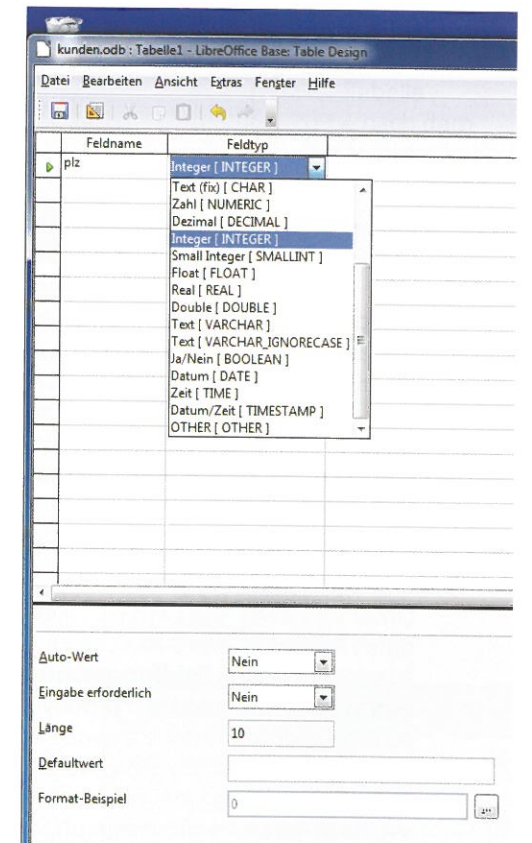 kunden.odb : Tabelle1 - LibreOffice Base: Table Design
Datei Bearbeiten Ansicht Extras Fenster Hilfe
Feldname Feldtyp
plz Integer [ INTEGER ]
Text (fix) [ CHAR ]
Zahl [ NUMERIC ]
Dezimal [ DECIMAL ]
Integer [ INTEGER ]
Small Integer [ SMALLINT ]
Float [ FLOAT ]
Real [ REAL ]
Double [ DOUBLE ]
Text [ VARCHAR ]
Text [ VARCHAR_IGNORECASE ]
Ja/Nein [ BOOLEAN ]
Datum [ DATE ]
Zeit [ TIME ]
Datum/Zeit [ TIMESTAMP ]
OTHER [ OTHER ]
Auto-Wert Nein
Eingabe erforderlich Nein
Länge 10
Defaultwert
Format-Beispiel 0 ...